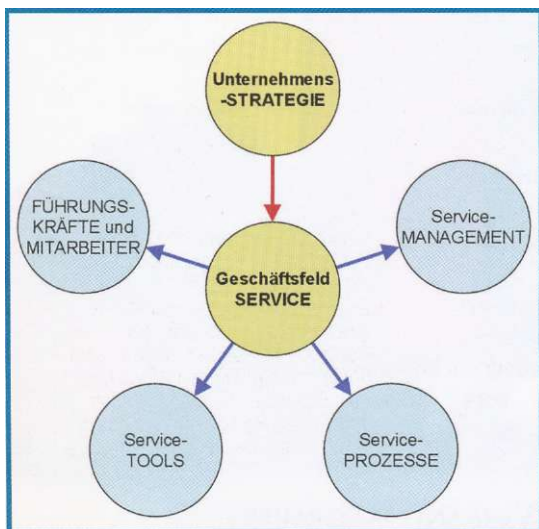 Unternehmens
-STRATEGIE
FÜHRUNGS-
KRÄFTE und
MITARBEITER
Service-
MANAGEMENT
Geschäftsfeld
SERVICE
Service-
TOOLS
Service-
PROZESSE